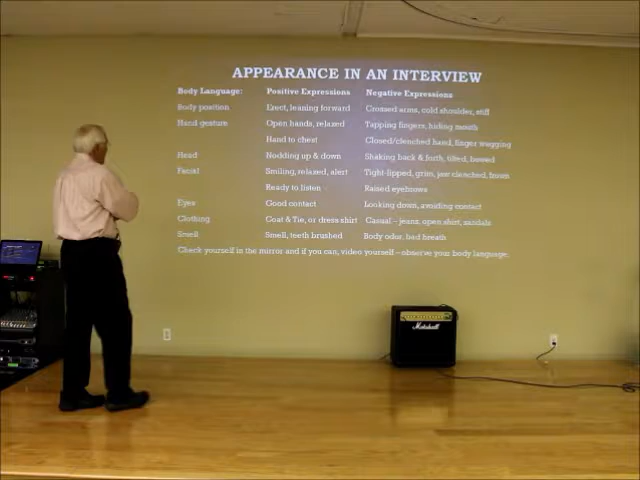 APPEARANCE IN AN INTERVIEW
Body Language: Positive Expressions Negative Expressions
Body position Erect, leaning forward Crossed arms, cold shoulder, stiff
Hand gesture Open hands, relaxed Tapping fingers, hiding mouth
Hand to chest Closed/clenched hand, finger wagging
Head Nodding up & down Shaking back & forth, tilted, bowed
Facial Smiling, relaxed, alert Tight-lipped, grim, jaw clenched, frown
Ready to listen Raised eyebrows
Eyes Good contact Looking down, avoiding contact
Clothing Coat & Tie, or dress shirt Casual – jeans, open shirt, sandals
Smell Smell, teeth brushed Body odor, bad breath
Check yourself in the mirror and if you can, video yourself – observe your body language.
Marshall